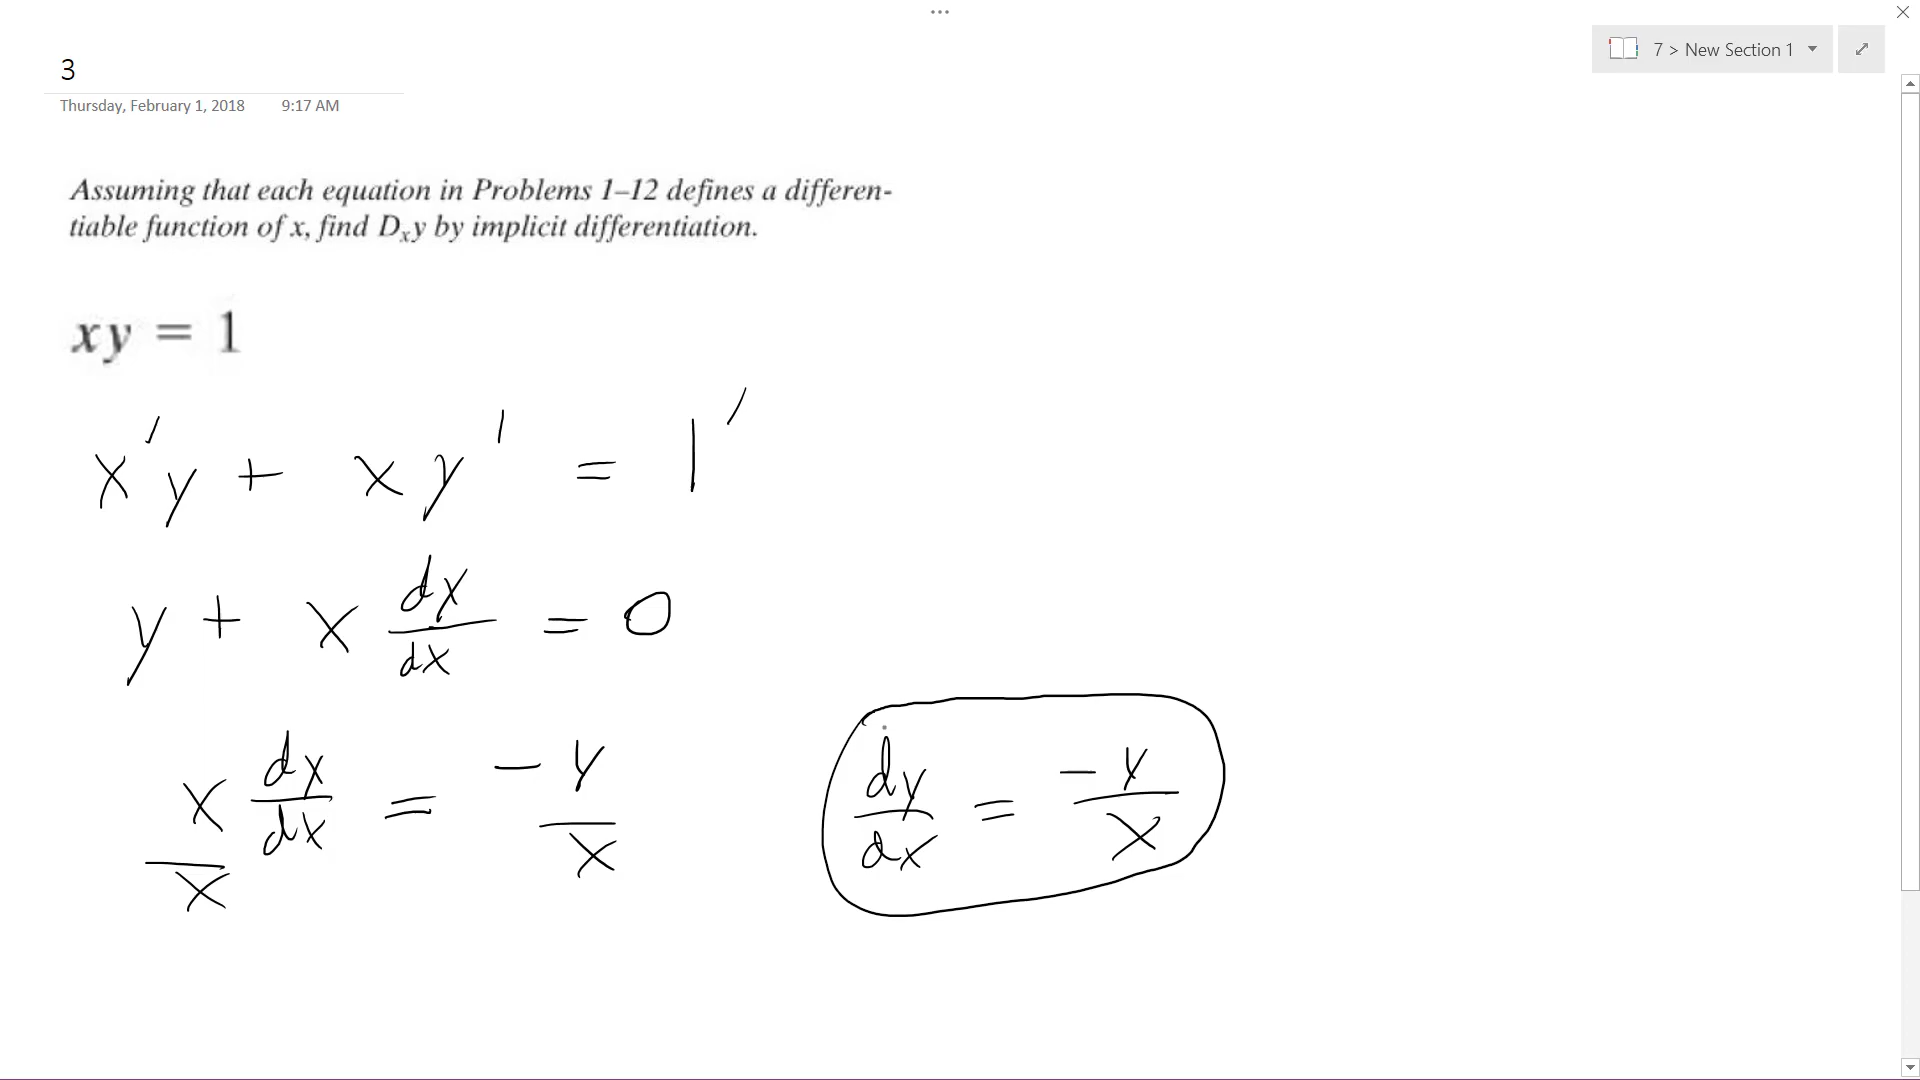 7 > New Section 1
3
Thursday, February 1, 2018 9:17 AM
Assuming that each equation in Problems 1–12 defines a differen-
tiable function of x, find Dₓy by implicit differentiation.
xy = 1
x'y + xy' = 1'
y + x dx/dx = 0
x dx/dx / x = -y/x
dy/dx = -y/x